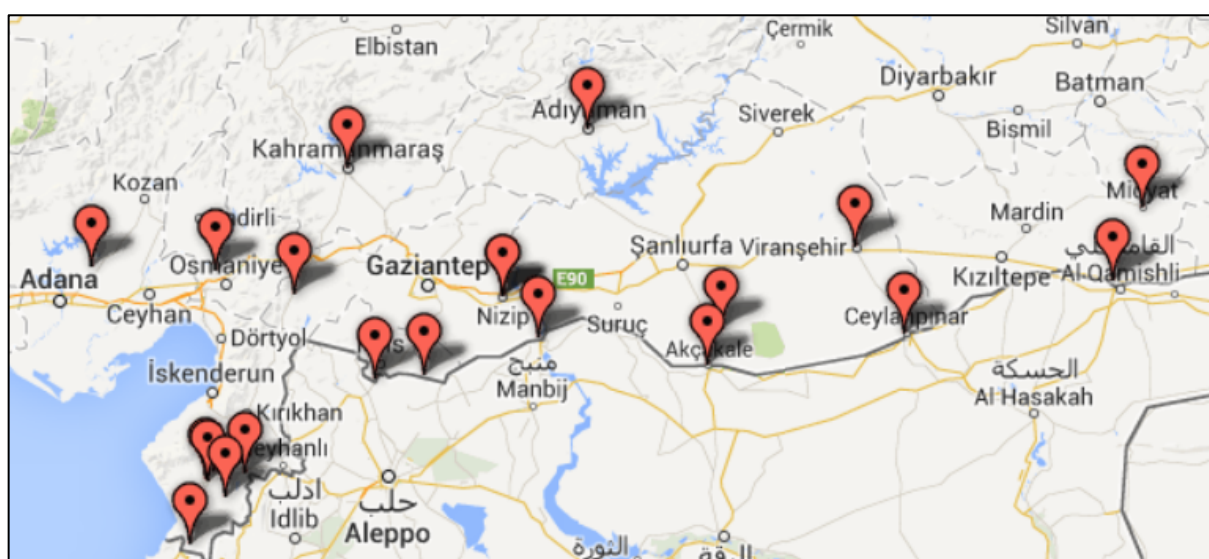 Çermik
Silvan
Elbistan
Diyarbakır
Batman
Adıyaman
Siverek
Bismil
Kahramanmaraş
Kozan
Midyat
Mardin
Şanlıurfa
Viranşehir
القامشلي
Osmaniye
Gaziantep
Kızıltepe
Al Qamishli
Adana
E90
Ceyhan
Nizip
Suruç
Ceylanpınar
Dörtyol
Akçakale
منبج
Manbij
İskenderun
الحسكة
Al Hasakah
Kırıkhan
ادلب
Idlib
حلب
Aleppo
الثورة